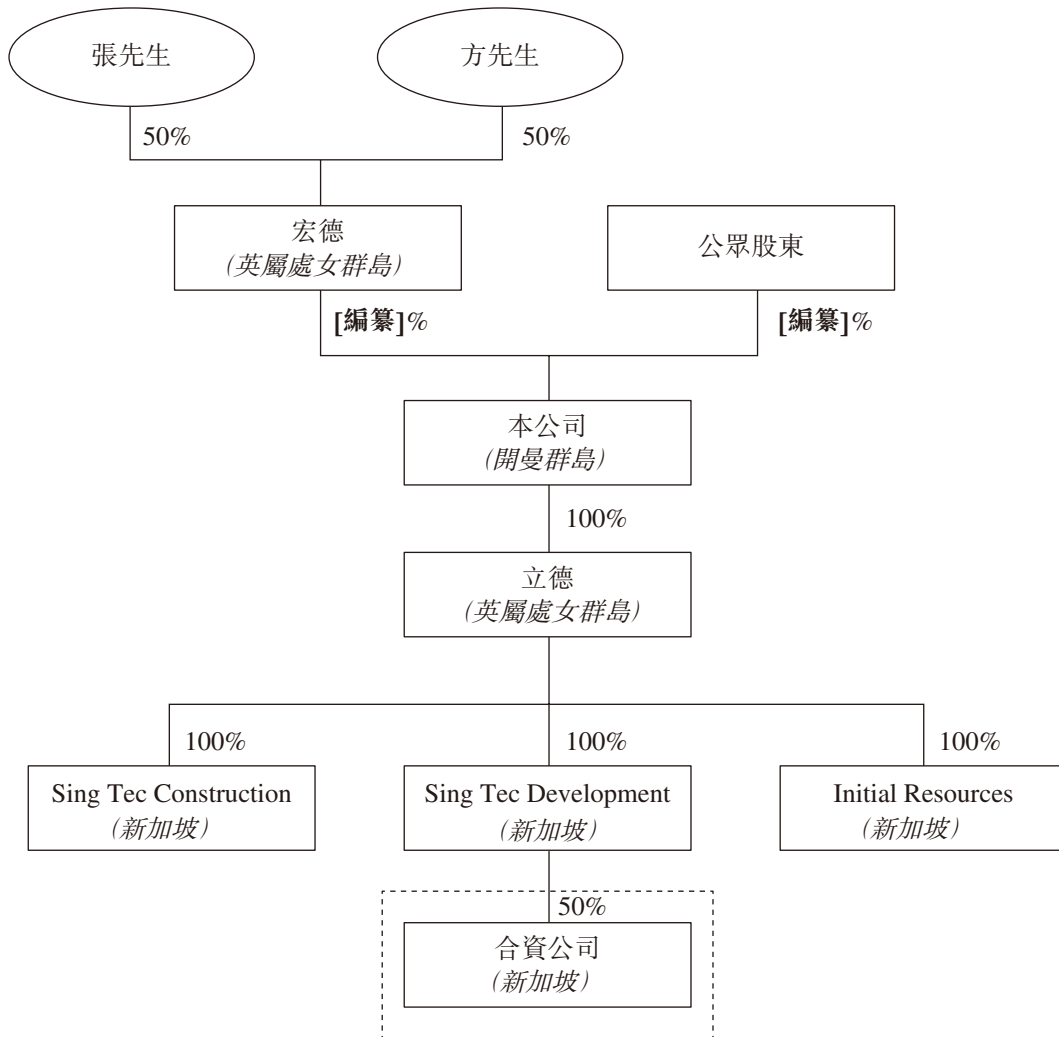 張先生
方先生
50%
50%
宏德
(英屬處女群島)
公眾股東
[編纂]%
[編纂]%
本公司
(開曼群島)
100%
立德
(英屬處女群島)
100%
100%
100%
Sing Tec Construction
(新加坡)
Sing Tec Development
(新加坡)
Initial Resources
(新加坡)
50%
合資公司
(新加坡)